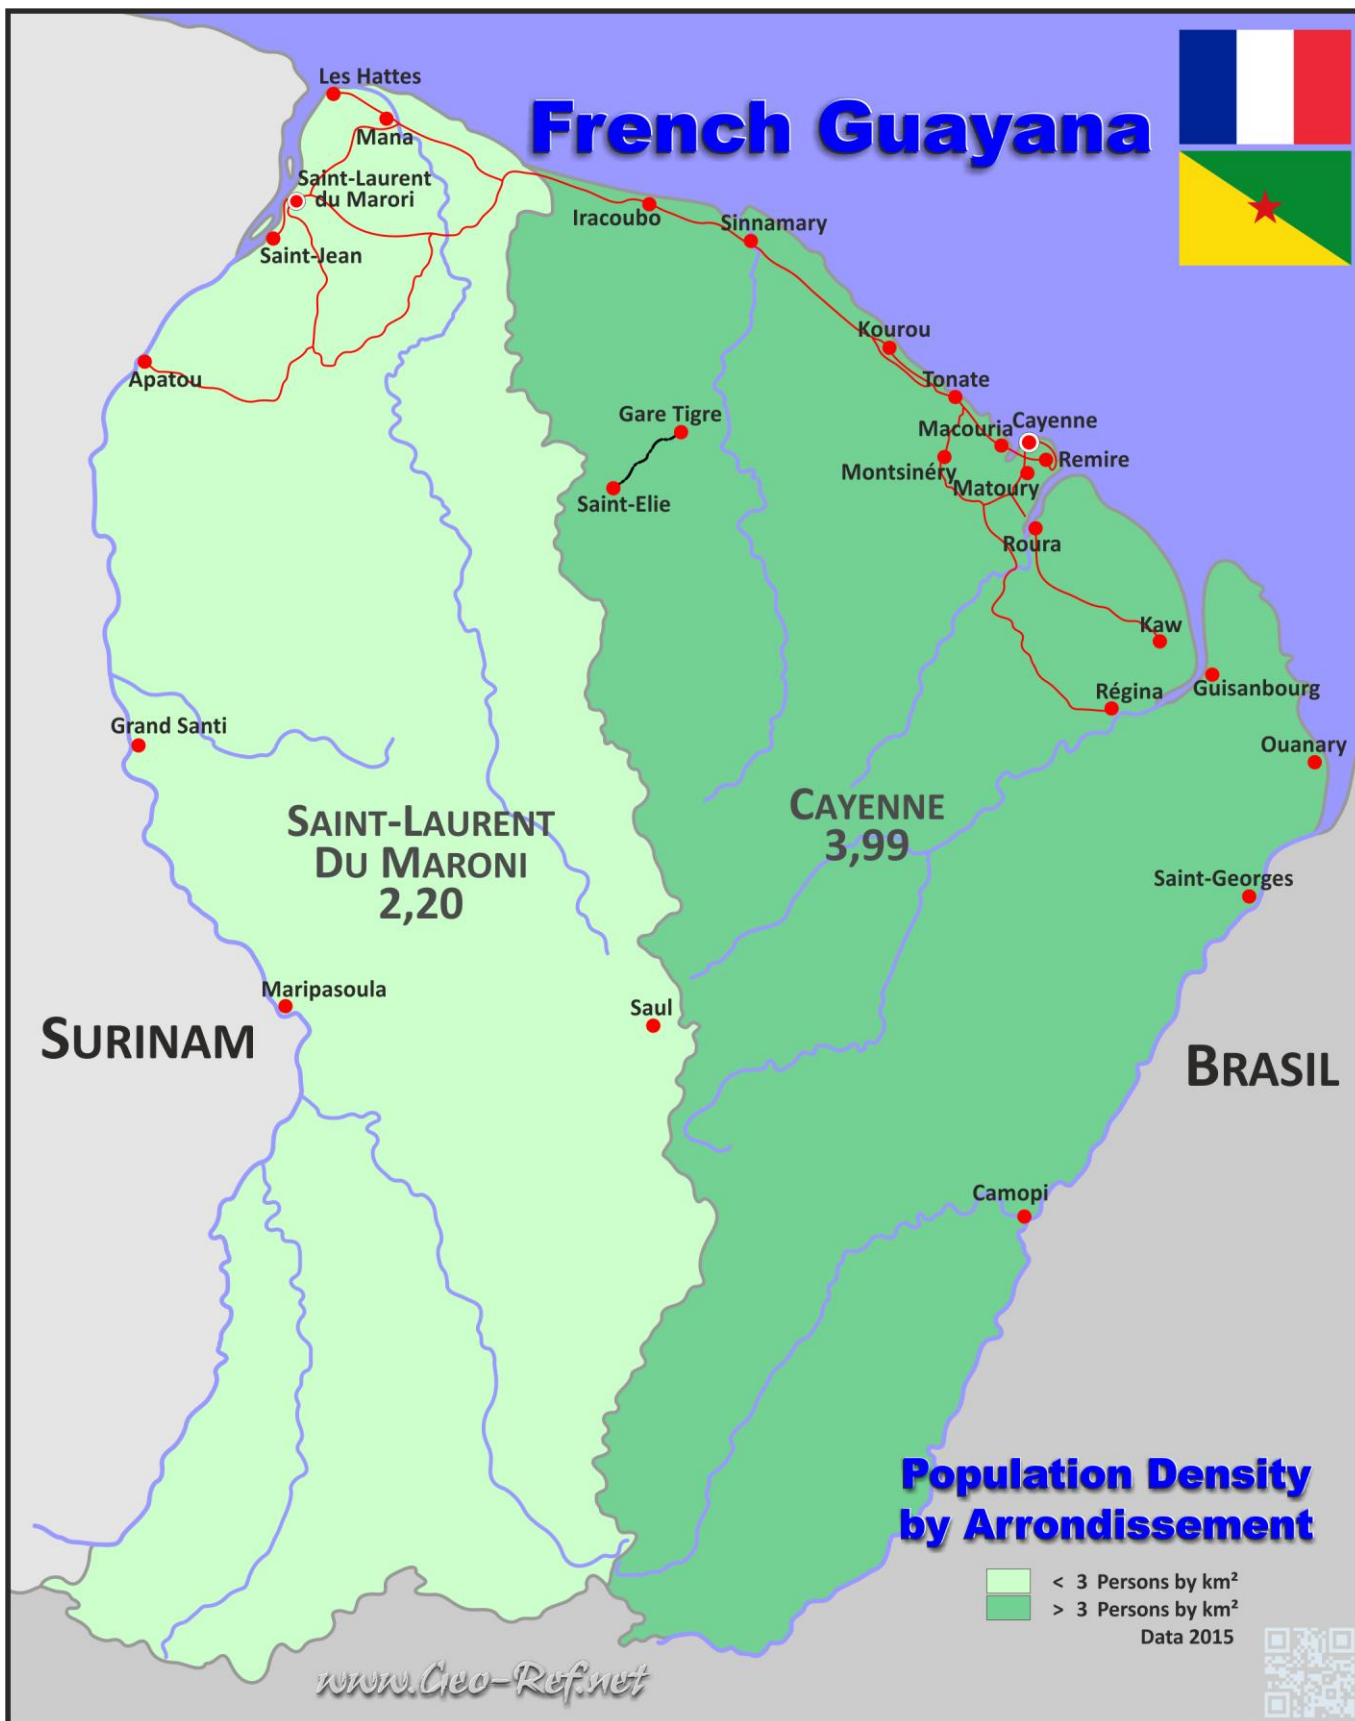 French Guayana
Les Hattes
Mana
Saint-Laurent
du Marori
Saint-Jean
Apatou
Iracoubo
Sinnamary
Kourou
Tonate
Gare Tigre
Saint-Elie
Macouria
Cayenne
Remire
Montsinéry
Matoury
Roura
Kaw
Régina
Guisanbourg
Ouanary
Grand Santi
SAINT-LAURENT
DU MARONI
2,20
CAYENNE
3,99
Saint-Georges
Maripasoula
Saul
SURINAM
BRASIL
Camopi
Population Density
by Arrondissement
< 3 Persons by km²
> 3 Persons by km²
Data 2015
www.Geo-Ref.net